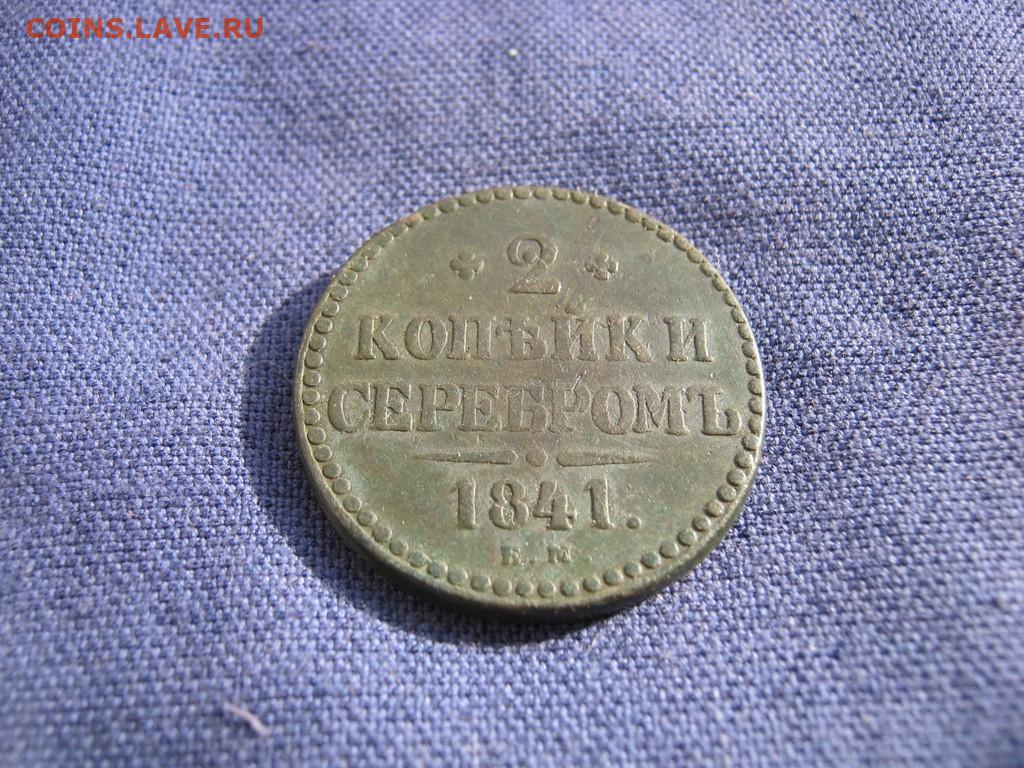 COINS.LAVE.RU
2
КОПѢЙКИ
СЕРЕБРОМЪ
1841.
Е.М